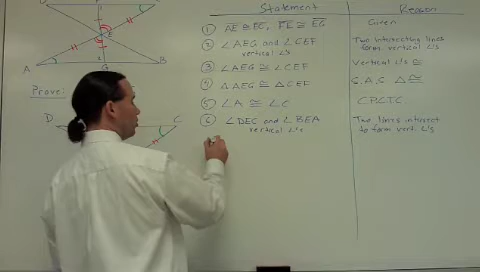 Statement Reason
① AE ≅ EC, FE ≅ EG Given
② ∠AEG and ∠CEF vertical ∠'s Two intersecting lines form vertical ∠'s
③ ∠AEG ≅ ∠CEF Vertical ∠'s ≅
④ △AEG ≅ △CEF S.A.S △ ≅
⑤ ∠A ≅ ∠C CPCTC
⑥ ∠DEC and ∠BEA vertical ∠'s Two lines intersect to form vert. ∠'s
E
A
G
B
Prove:
D
C